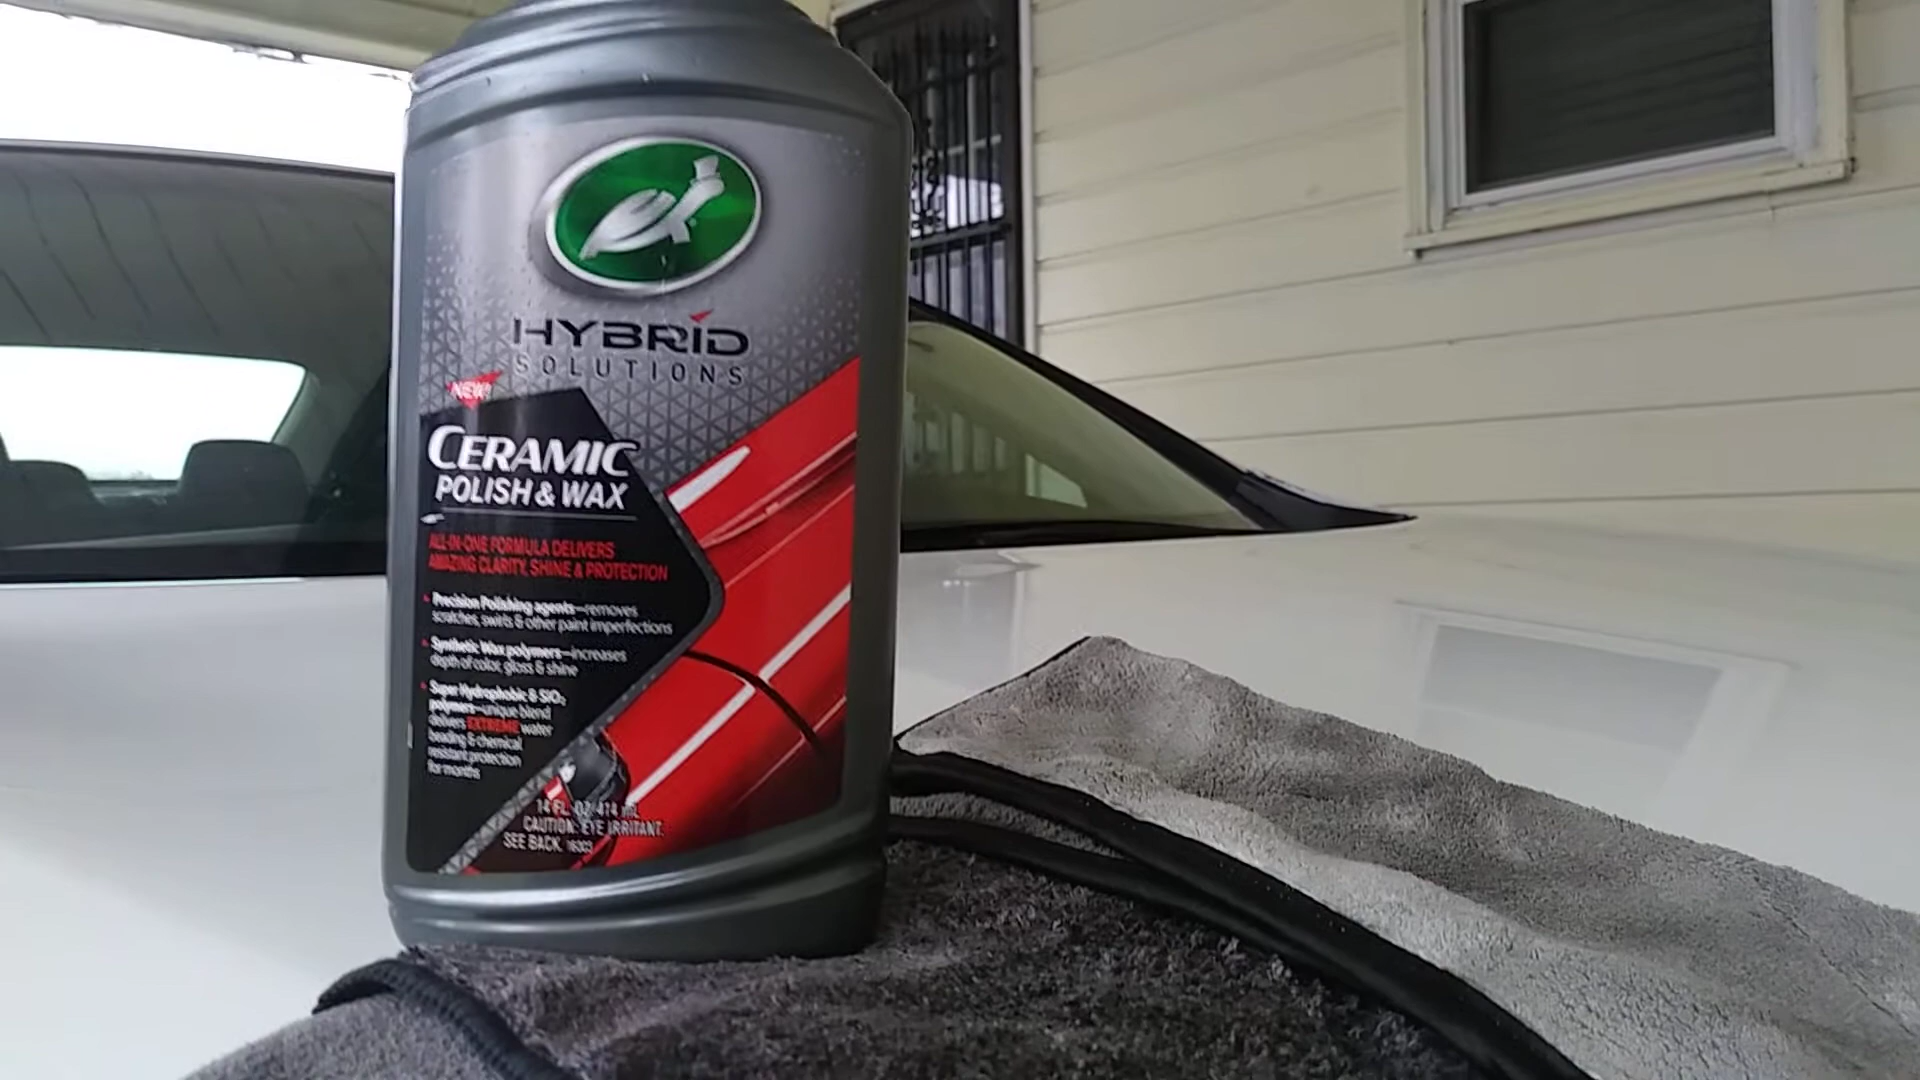 HYBRID
SOLUTIONS
NEW!
CERAMIC
POLISH & WAX
ALL-IN-ONE FORMULA DELIVERS
AMAZING CLARITY, SHINE & PROTECTION
• Precision Polishing agents—removes
scratches, swirls & other paint imperfections
• Synthetic Wax polymers—increases
depth of color, gloss & shine
• Super Hydrophobic & SiO₂
polymers—unique blend
delivers EXTREME water
beading & chemical
resistant protection
for months
14 FL. OZ. 414 mL
CAUTION: EYE IRRITANT.
SEE BACK. 16303